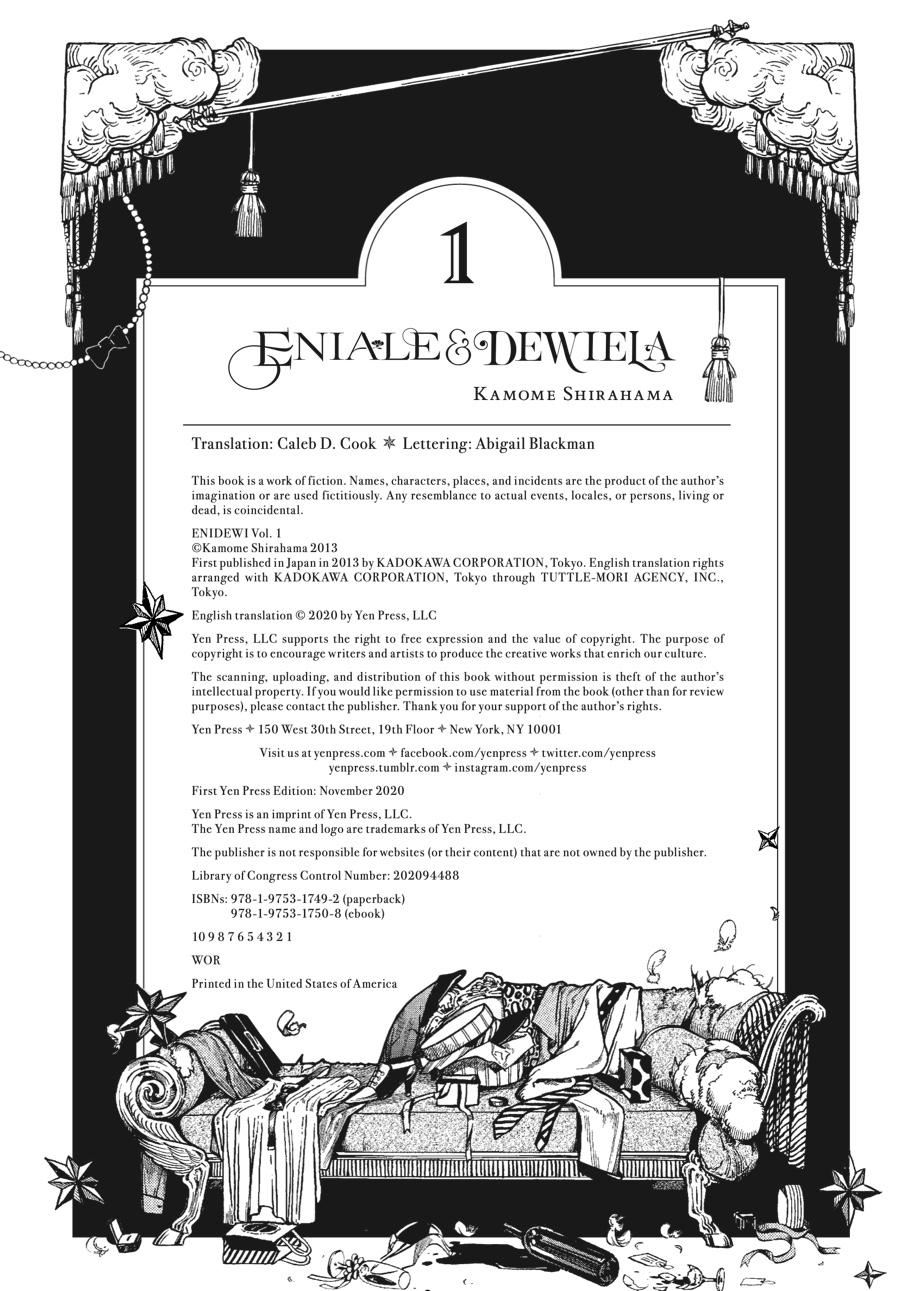 1
ENIALE & DEWIELA
KAMOME SHIRAHAMA
Translation: Caleb D. Cook ✴ Lettering: Abigail Blackman
This book is a work of fiction. Names, characters, places, and incidents are the product of the author's
imagination or are used fictitiously. Any resemblance to actual events, locales, or persons, living or
dead, is coincidental.
ENIDEWI Vol. 1
©Kamome Shirahama 2013
First published in Japan in 2013 by KADOKAWA CORPORATION, Tokyo. English translation rights
arranged with KADOKAWA CORPORATION, Tokyo through TUTTLE-MORI AGENCY, INC.,
Tokyo.
English translation © 2020 by Yen Press, LLC
Yen Press, LLC supports the right to free expression and the value of copyright. The purpose of
copyright is to encourage writers and artists to produce the creative works that enrich our culture.
The scanning, uploading, and distribution of this book without permission is theft of the author's
intellectual property. If you would like permission to use material from the book (other than for review
purposes), please contact the publisher. Thank you for your support of the author's rights.
Yen Press ✦ 150 West 30th Street, 19th Floor ✦ New York, NY 10001
Visit us at yenpress.com ✦ facebook.com/yenpress ✦ twitter.com/yenpress
yenpress.tumblr.com ✦ instagram.com/yenpress
First Yen Press Edition: November 2020
Yen Press is an imprint of Yen Press, LLC.
The Yen Press name and logo are trademarks of Yen Press, LLC.
The publisher is not responsible for websites (or their content) that are not owned by the publisher.
Library of Congress Control Number: 202094488
ISBNs: 978-1-9753-1749-2 (paperback)
978-1-9753-1750-8 (ebook)
10 9 8 7 6 5 4 3 2 1
WOR
Printed in the United States of America